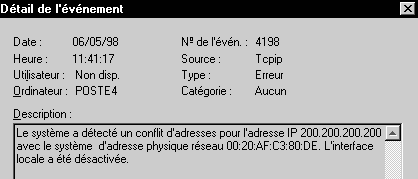 Détail de l'événement
Date : 06/05/98 Nº de l'évén. : 4198
Heure : 11:41:17 Source : Tcpip
Utilisateur : Non disp. Type : Erreur
Ordinateur : POSTE4 Catégorie : Aucun
Description :
Le système a détecté un conflit d'adresses pour l'adresse IP 200.200.200.200
avec le système d'adresse physique réseau 00:20:AF:C3:80:DE. L'interface
locale a été désactivée.